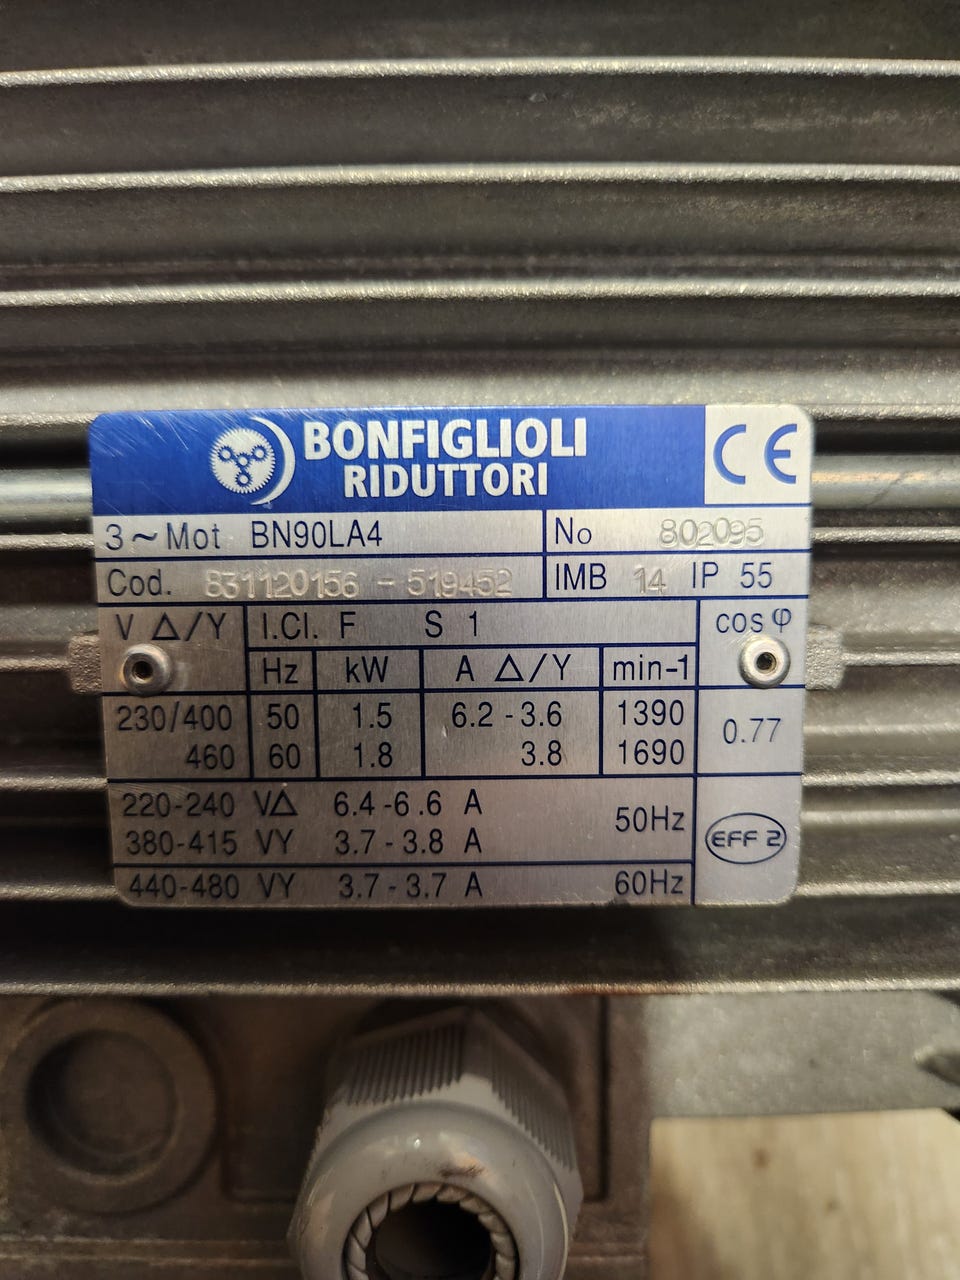 BONFIGLIOLI
RIDUTTORI
CE
3~Mot BN90LA4
No 802095
Cod. 831120156 - 519452
IMB 14 IP 55
V Δ/Y
I.Cl. F S 1
cos φ
Hz kW A Δ/Y min-1
230/400 50 1.5 6.2 - 3.6 1390
460 60 1.8 3.8 1690
0.77
220-240 VΔ 6.4 - 6.6 A
380-415 VY 3.7 - 3.8 A
50Hz
EFF 2
440-480 VY 3.7 - 3.7 A 60Hz